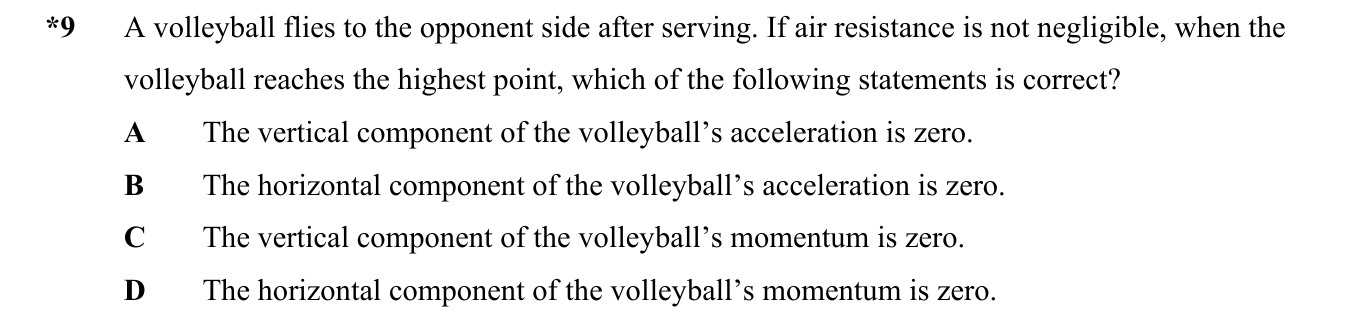 *9 A volleyball flies to the opponent side after serving. If air resistance is not negligible, when the
volleyball reaches the highest point, which of the following statements is correct?
A The vertical component of the volleyball’s acceleration is zero.
B The horizontal component of the volleyball’s acceleration is zero.
C The vertical component of the volleyball’s momentum is zero.
D The horizontal component of the volleyball’s momentum is zero.